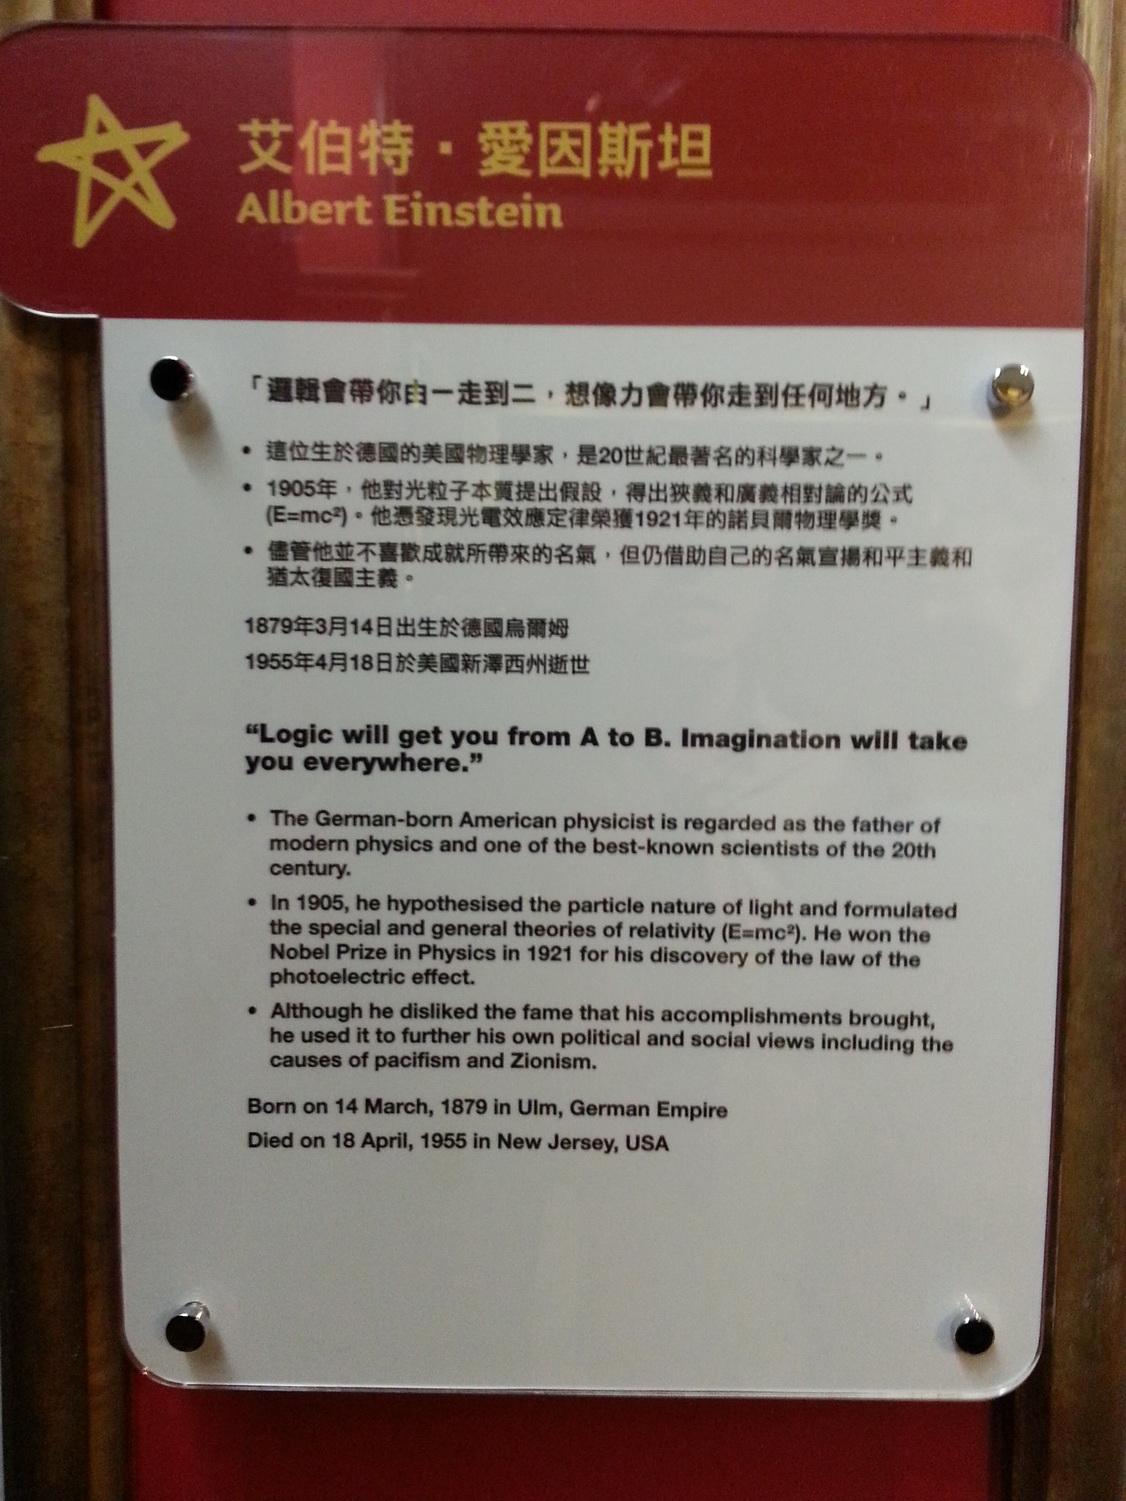 艾伯特·愛因斯坦
Albert Einstein
「邏輯會帶你由一走到二，想像力會帶你走到任何地方。」
• 這位生於德國的美國物理學家，是20世紀最著名的科學家之一。
• 1905年，他對光粒子本質提出假設，得出狹義和廣義相對論的公式
(E=mc²)。他憑發現光電效應定律榮獲1921年的諾貝爾物理學獎。
• 儘管他並不喜歡成就所帶來的名氣，但仍借助自己的名氣宣揚和平主義和
猶太復國主義。
1879年3月14日出生於德國烏爾姆
1955年4月18日於美國新澤西州逝世
“Logic will get you from A to B. Imagination will take
you everywhere.”
• The German-born American physicist is regarded as the father of
modern physics and one of the best-known scientists of the 20th
century.
• In 1905, he hypothesised the particle nature of light and formulated
the special and general theories of relativity (E=mc²). He won the
Nobel Prize in Physics in 1921 for his discovery of the law of the
photoelectric effect.
• Although he disliked the fame that his accomplishments brought,
he used it to further his own political and social views including the
causes of pacifism and Zionism.
Born on 14 March, 1879 in Ulm, German Empire
Died on 18 April, 1955 in New Jersey, USA